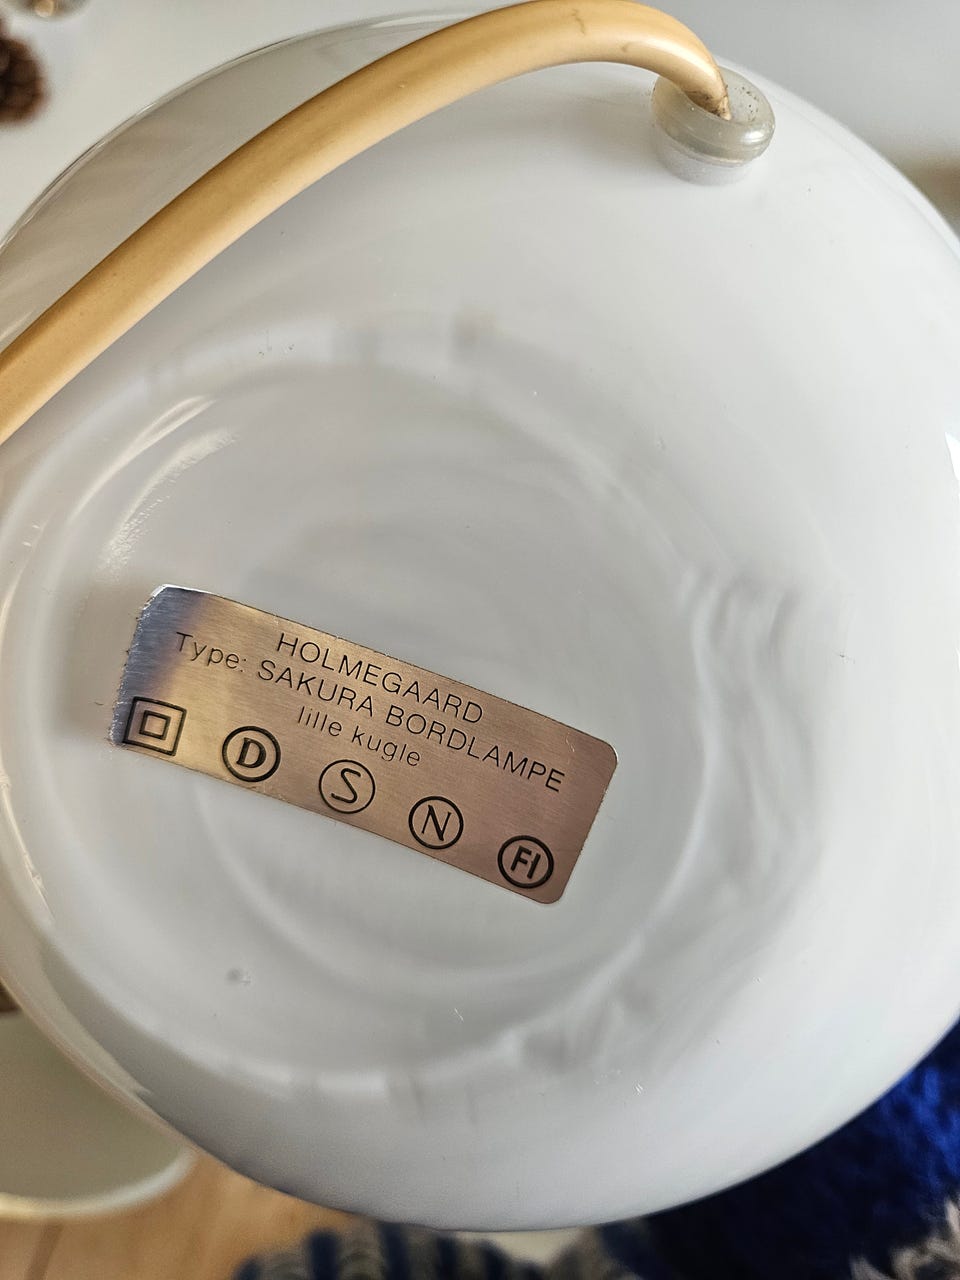 HOLMEGAARD
Type: SAKURA BORDLAMPE
lille kugle
D S N FI